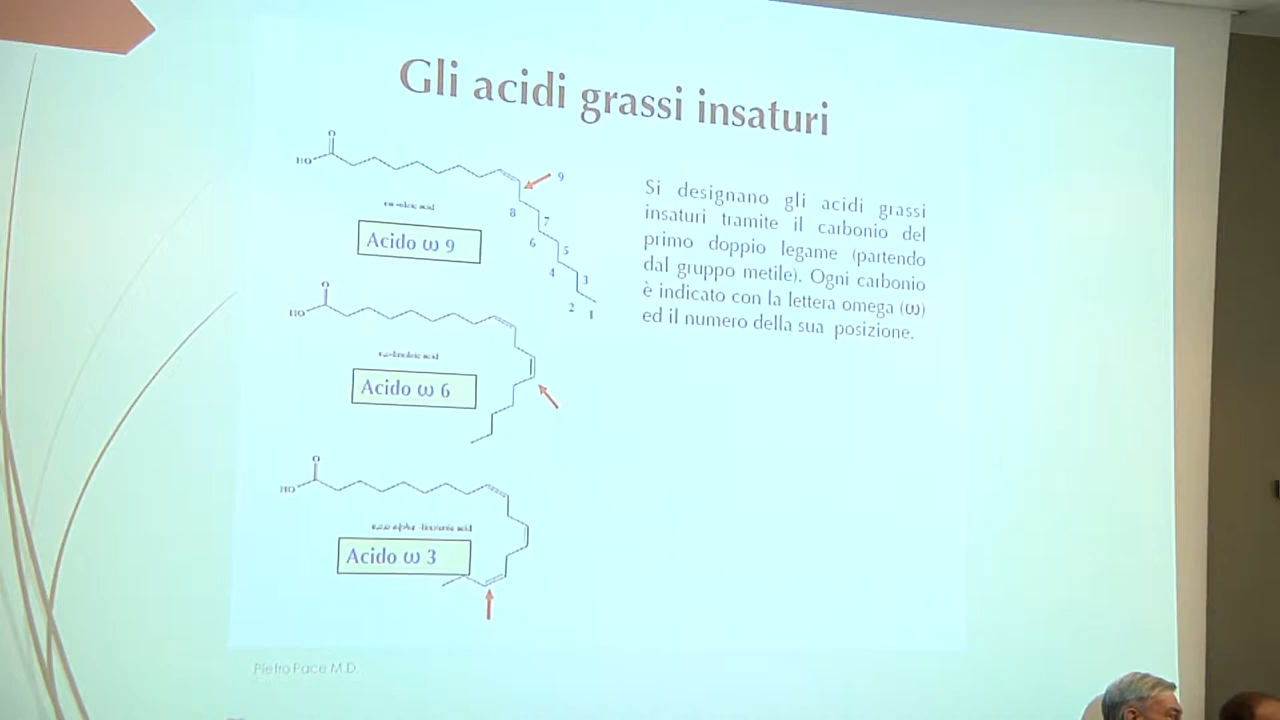 Gli acidi grassi insaturi
O
HO
9
8
7
6
5
4
3
2
1
Acido ω 9
Si designano gli acidi grassi
insaturi tramite il carbonio del
primo doppio legame (partendo
dal gruppo metile). Ogni carbonio
è indicato con la lettera omega (ω)
ed il numero della sua posizione.
O
HO
acid
Acido ω 6
O
HO
acid
Acido ω 3
Pietro Pace M.D.